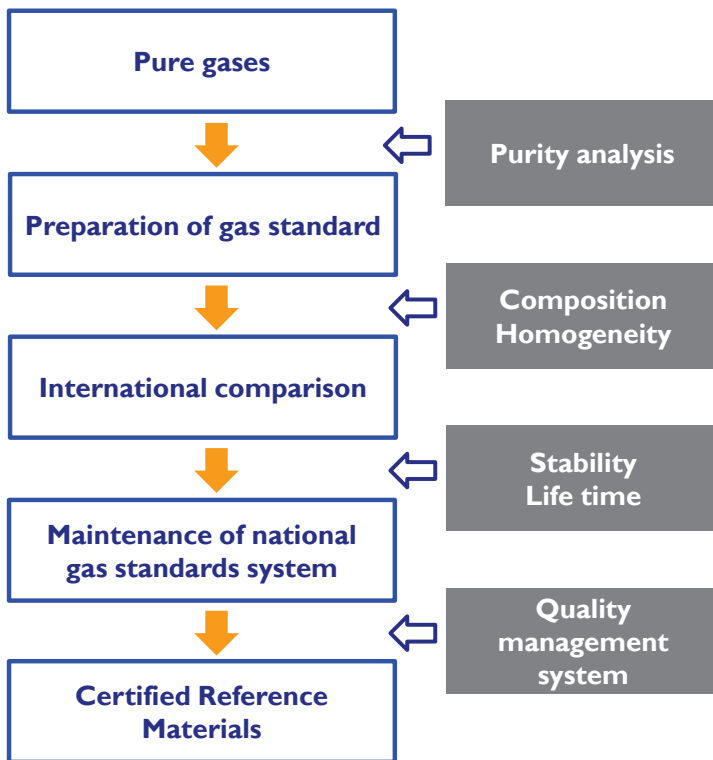 Pure gases
Purity analysis
Preparation of gas standard
Composition
Homogeneity
International comparison
Stability
Life time
Maintenance of national
gas standards system
Quality
management
system
Certified Reference
Materials